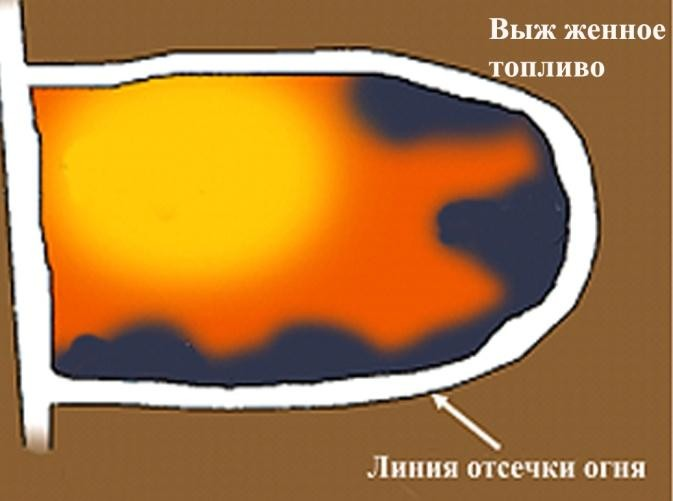 Выж женное
топливо
Линия отсечки огня